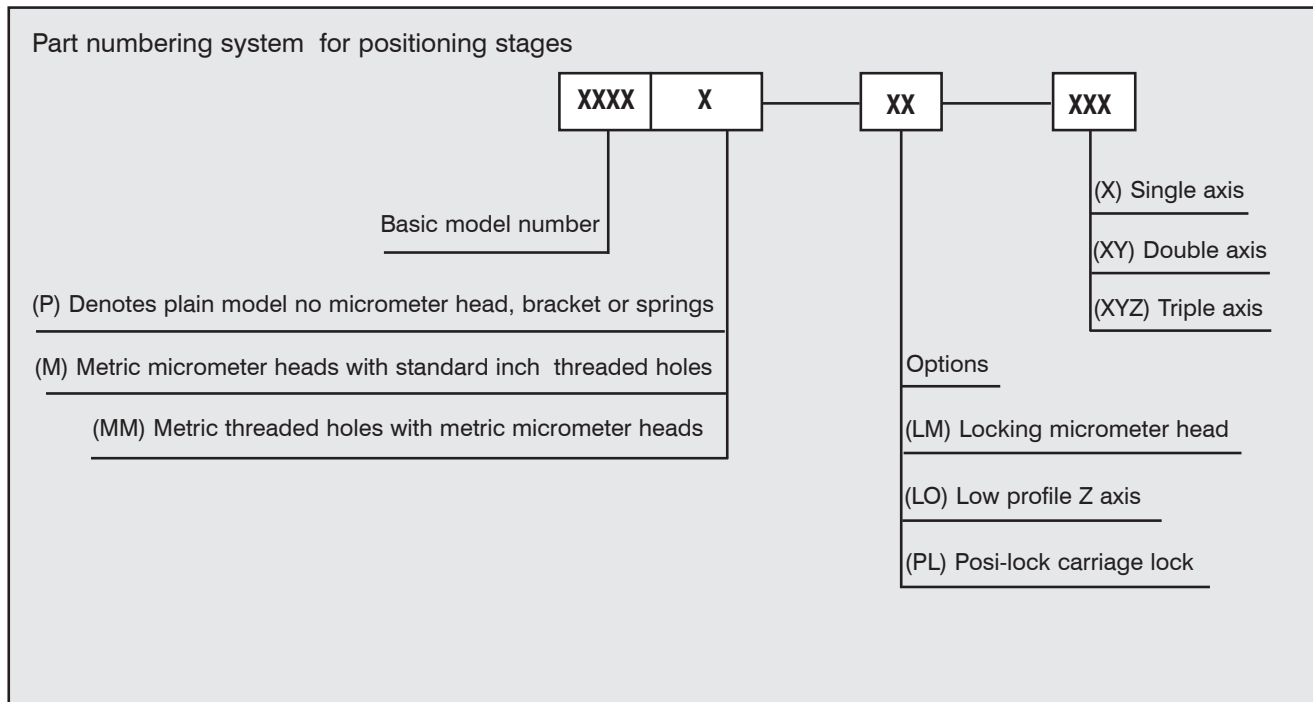 Part numbering system for positioning stages
XXXX X XX XXX
(X) Single axis
Basic model number
(XY) Double axis
(P) Denotes plain model no micrometer head, bracket or springs
(XYZ) Triple axis
(M) Metric micrometer heads with standard inch threaded holes
Options
(MM) Metric threaded holes with metric micrometer heads
(LM) Locking micrometer head
(LO) Low profile Z axis
(PL) Posi-lock carriage lock